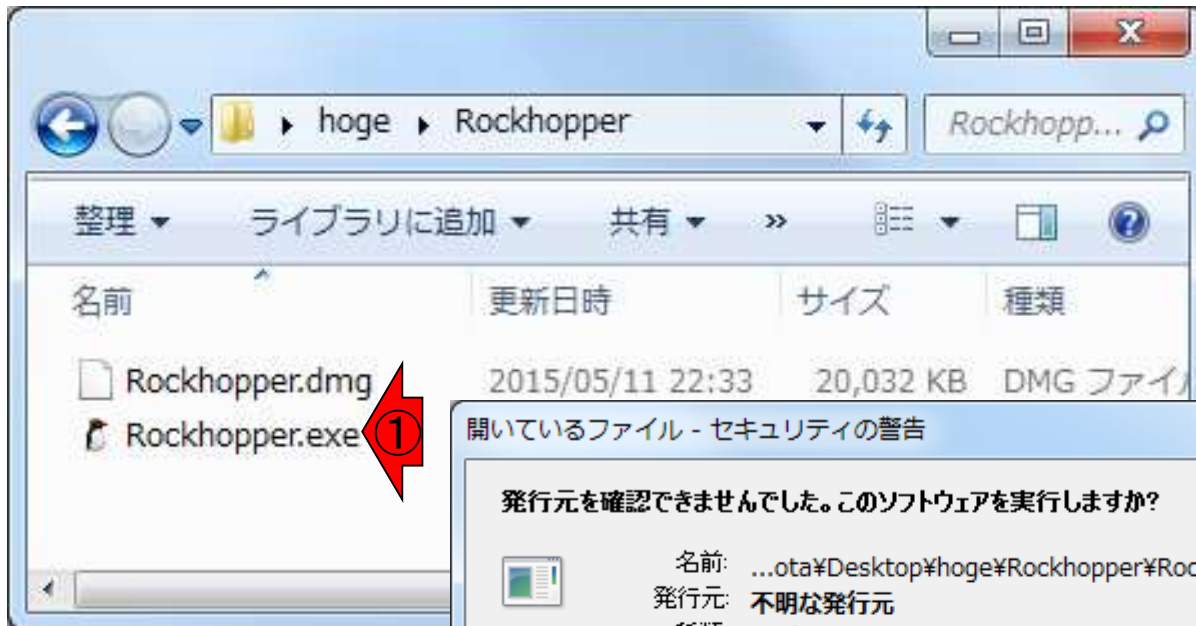 hoge Rockhopper
Rockhopp...
整理 ライブラリに追加 共有 »
名前 更新日時 サイズ 種類
Rockhopper.dmg 2015/05/11 22:33 20,032 KB DMG ファイ
Rockhopper.exe ①
開いているファイル - セキュリティの警告
発行元を確認できませんでした。このソフトウェアを実行しますか?
名前: ...ota¥Desktop¥hoge¥Rockhopper¥Roc
発行元: 不明な発行元